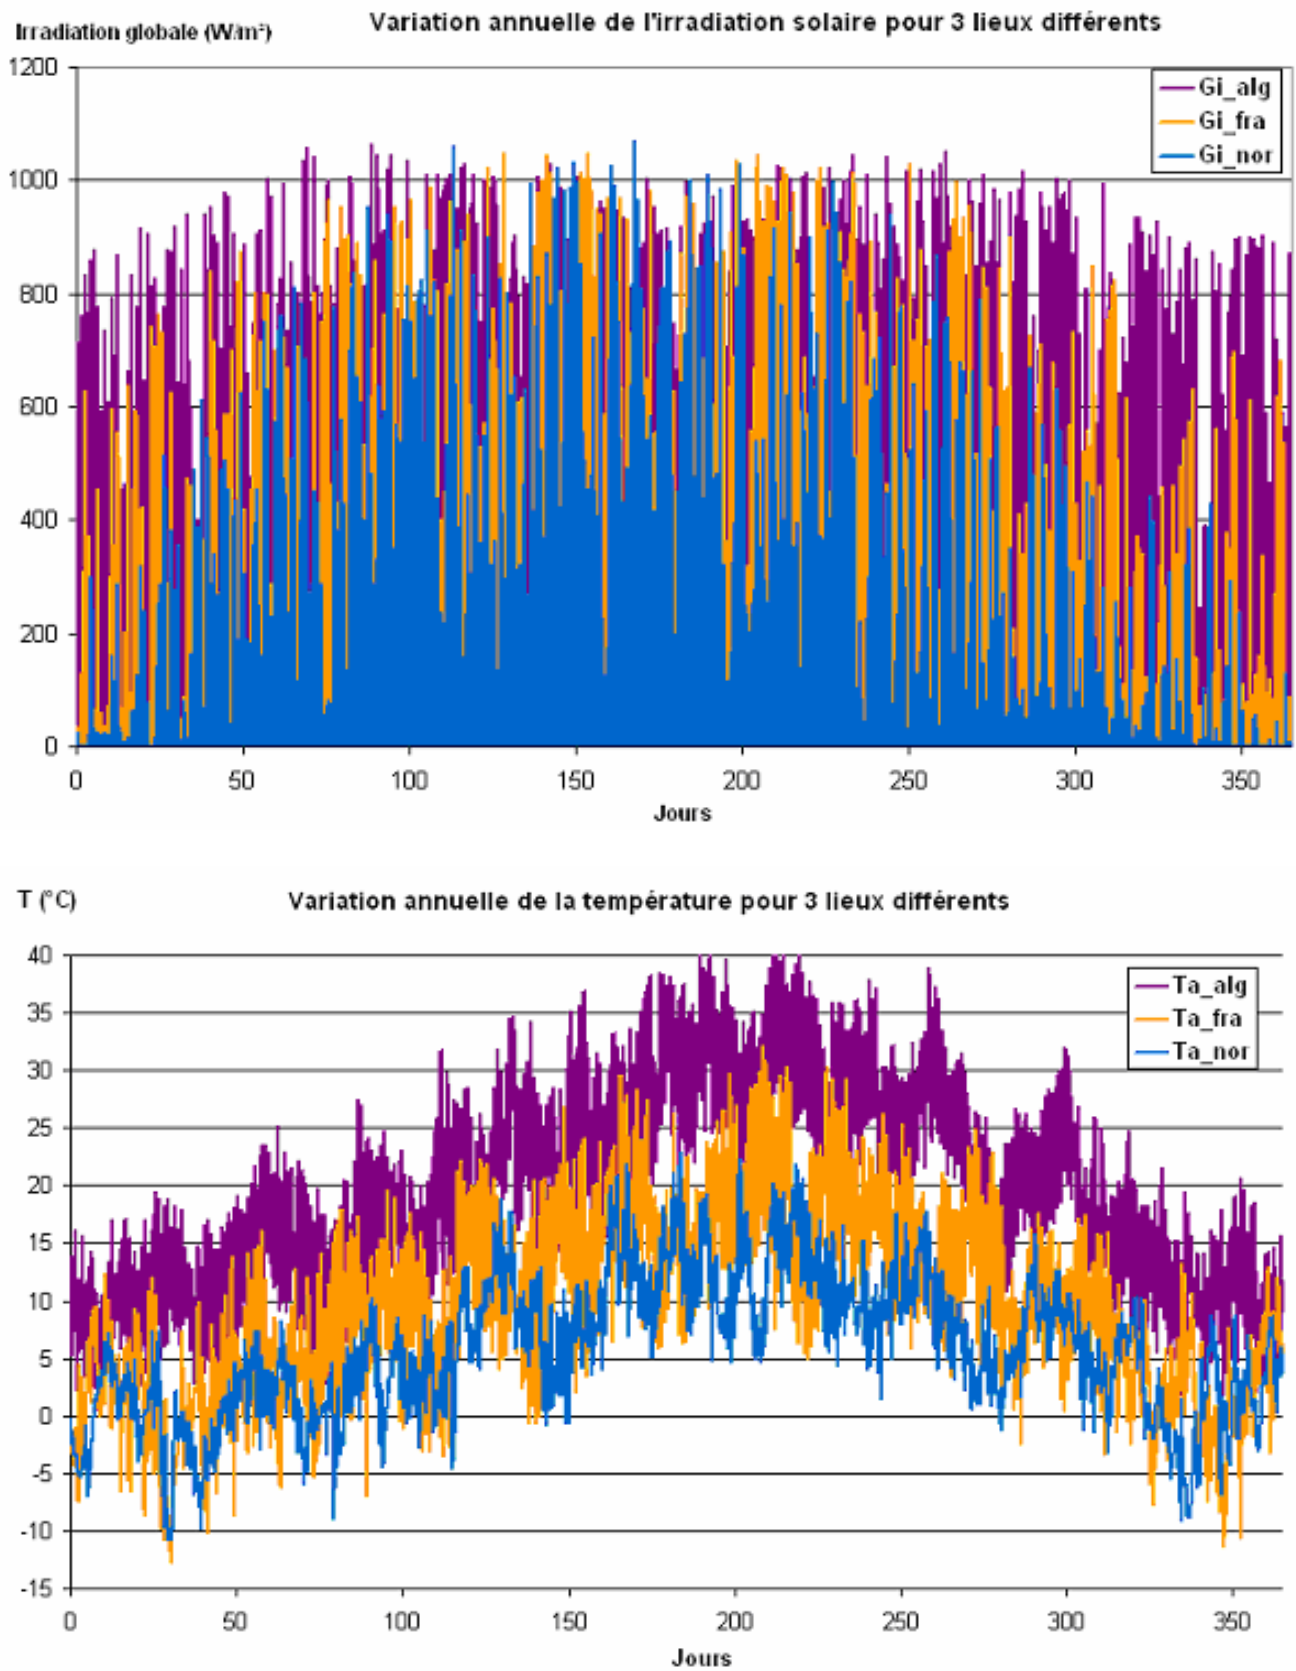 Variation annuelle de l'irradiation solaire pour 3 lieux différents
Irradiation globale (W/m²)
1200
1000
800
600
400
200
0
Gi_alg
Gi_fra
Gi_nor
0 50 100 150 200 250 300 350
Jours
T (°C)
Variation annuelle de la température pour 3 lieux différents
40
35
30
25
20
15
10
5
0
-5
-10
-15
Ta_alg
Ta_fra
Ta_nor
0 50 100 150 200 250 300 350
Jours